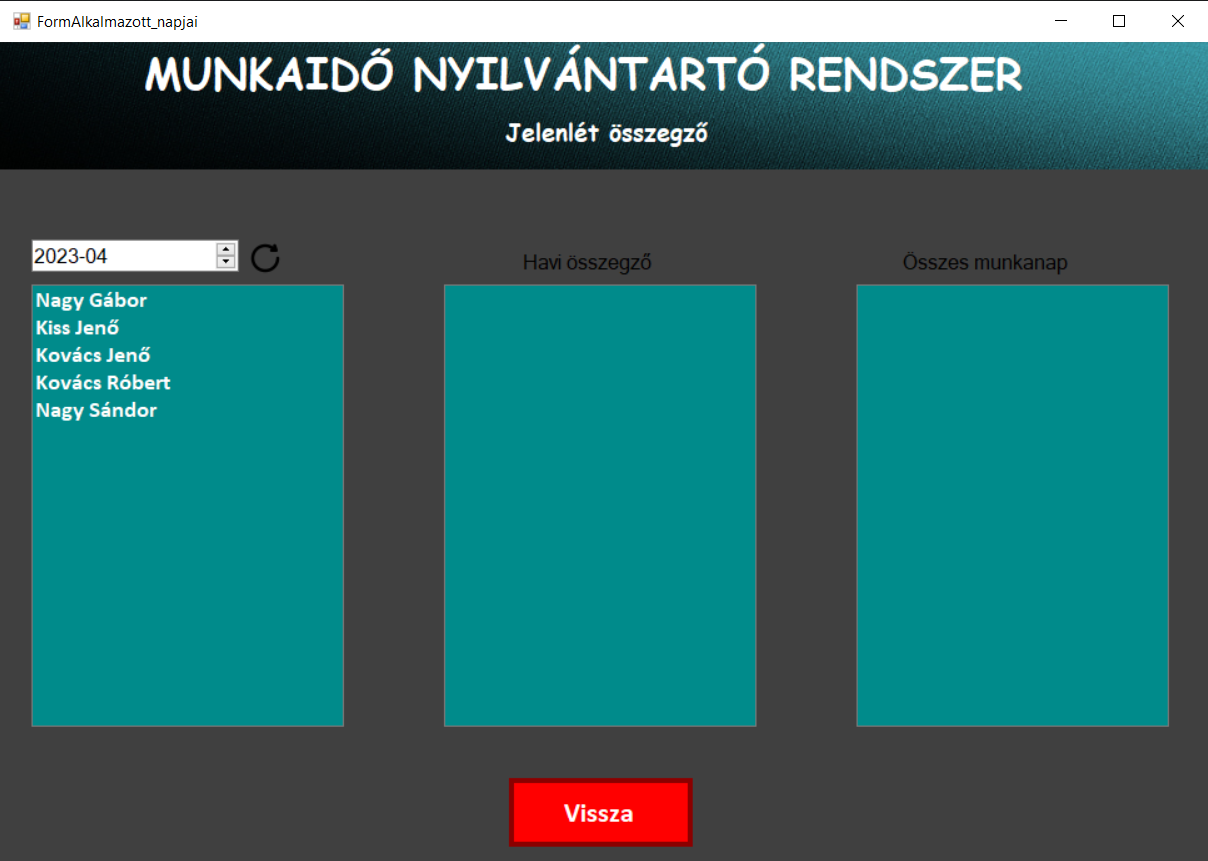 FormAlkalmazott_napjai
MUNKAIDŐ NYILVÁNTARTÓ RENDSZER
Jelenlét összegző
2023-04
Havi összegző
Összes munkanap
Nagy Gábor
Kiss Jenő
Kovács Jenő
Kovács Róbert
Nagy Sándor
Vissza